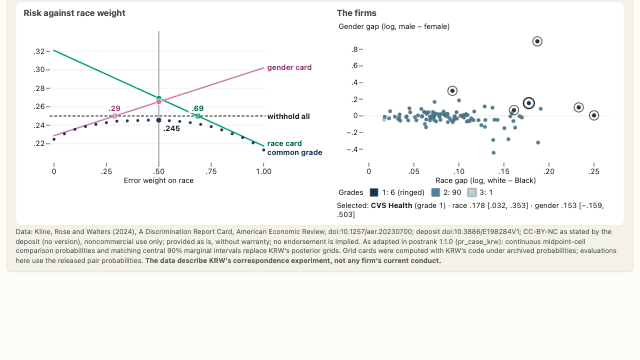 Risk against race weight
.32
.30
.28
.26
.24
.22
0
.25
.50
.75
1.00
Error weight on race
gender card
.29
.69
withhold all
.245
race card
common grade
The firms
Gender gap (log, male – female)
.8
.6
.4
.2
0
-.2
-.4
0
.05
.10
.15
.20
.25
Race gap (log, white – Black)
Grades 1: 6 (ringed) 2: 90 3: 1
Selected: CVS Health (grade 1) · race .178 [.032, .353] · gender .153 [−.159,
.503]
Data: Kline, Rose and Walters (2024), A Discrimination Report Card, American Economic Review, doi:10.1257/aer.20230700; deposit doi:10.3886/E198284V1; CC-BY-NC as stated by the
deposit (no version), noncommercial use only; provided as is, without warranty; no endorsement is implied. As adapted in postrank 1.1.0 (pr_case_krw): continuous midpoint-cell
comparison probabilities and matching central 90% marginal intervals replace KRW's posterior grids. Grid cards were computed with KRW's code under archived probabilities; evaluations
here use the released pair probabilities. The data describe KRW's correspondence experiment, not any firm's current conduct.